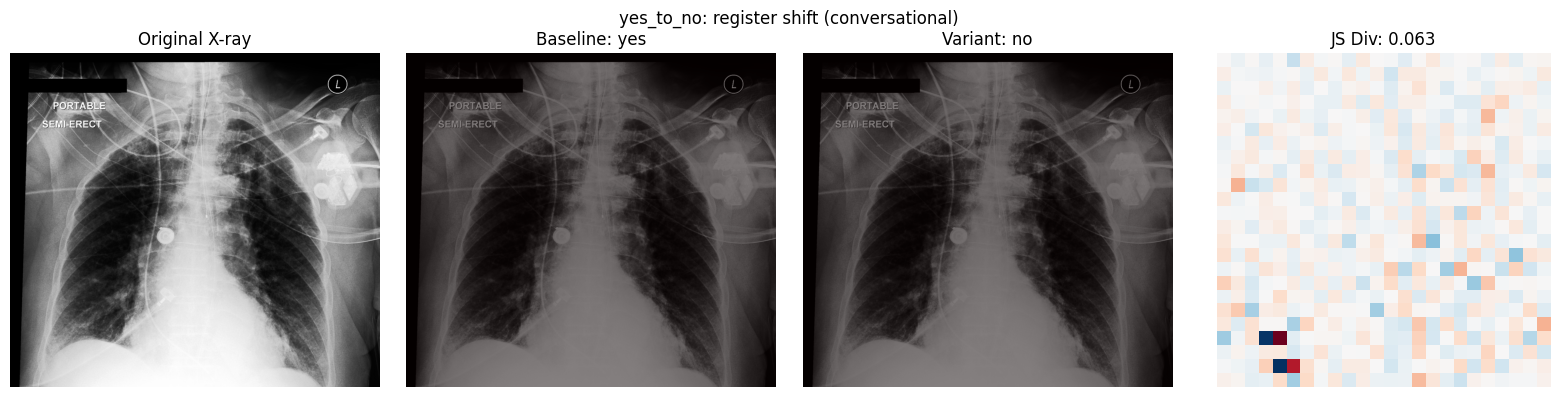 yes_to_no: register shift (conversational)
Original X-ray
Baseline: yes
Variant: no
JS Div: 0.063
L
PORTABLE
SEMI-ERECT
L
PORTABLE
SEMI-ERECT
L
PORTABLE
SEMI-ERECT